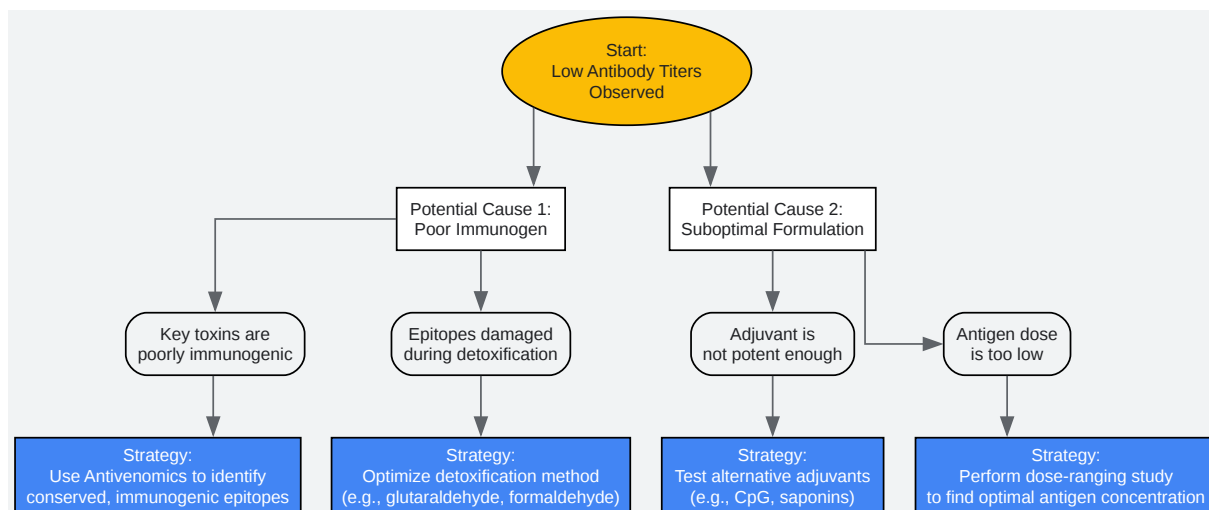 Start:
Low Antibody Titers
Observed
Potential Cause 1:
Poor Immunogen
Potential Cause 2:
Suboptimal Formulation
Key toxins are
poorly immunogenic
Epitopes damaged
during detoxification
Adjuvant is
not potent enough
Antigen dose
is too low
Strategy:
Use Antivenomics to identify
conserved, immunogenic epitopes
Strategy:
Optimize detoxification method
(e.g., glutaraldehyde, formaldehyde)
Strategy:
Test alternative adjuvants
(e.g., CpG, saponins)
Strategy:
Perform dose-ranging study
to find optimal antigen concentration